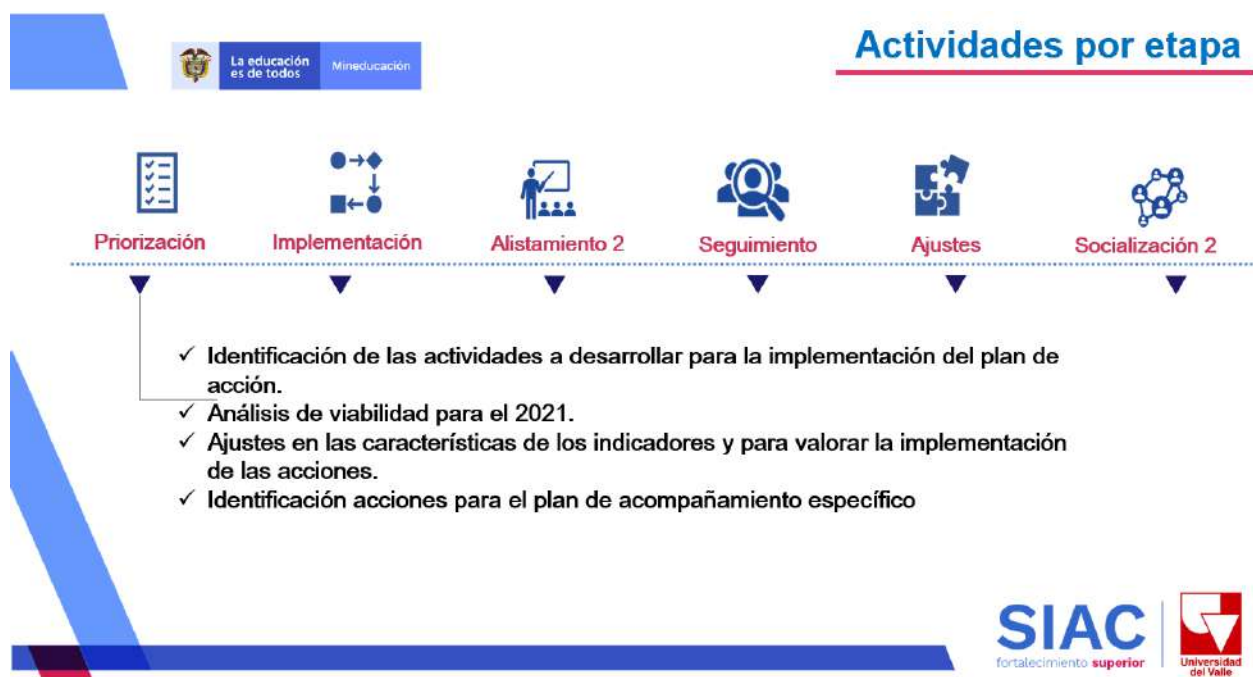 Actividades por etapa
La educación
es de todos
Mineducación
Priorización
Implementación
Alistamiento 2
Seguimiento
Ajustes
Socialización 2
✓ Identificación de las actividades a desarrollar para la implementación del plan de
acción.
✓ Análisis de viabilidad para el 2021.
✓ Ajustes en las características de los indicadores y para valorar la implementación
de las acciones.
✓ Identificación acciones para el plan de acompañamiento específico
SIAC
fortalecimiento superior
Universidad
del Valle